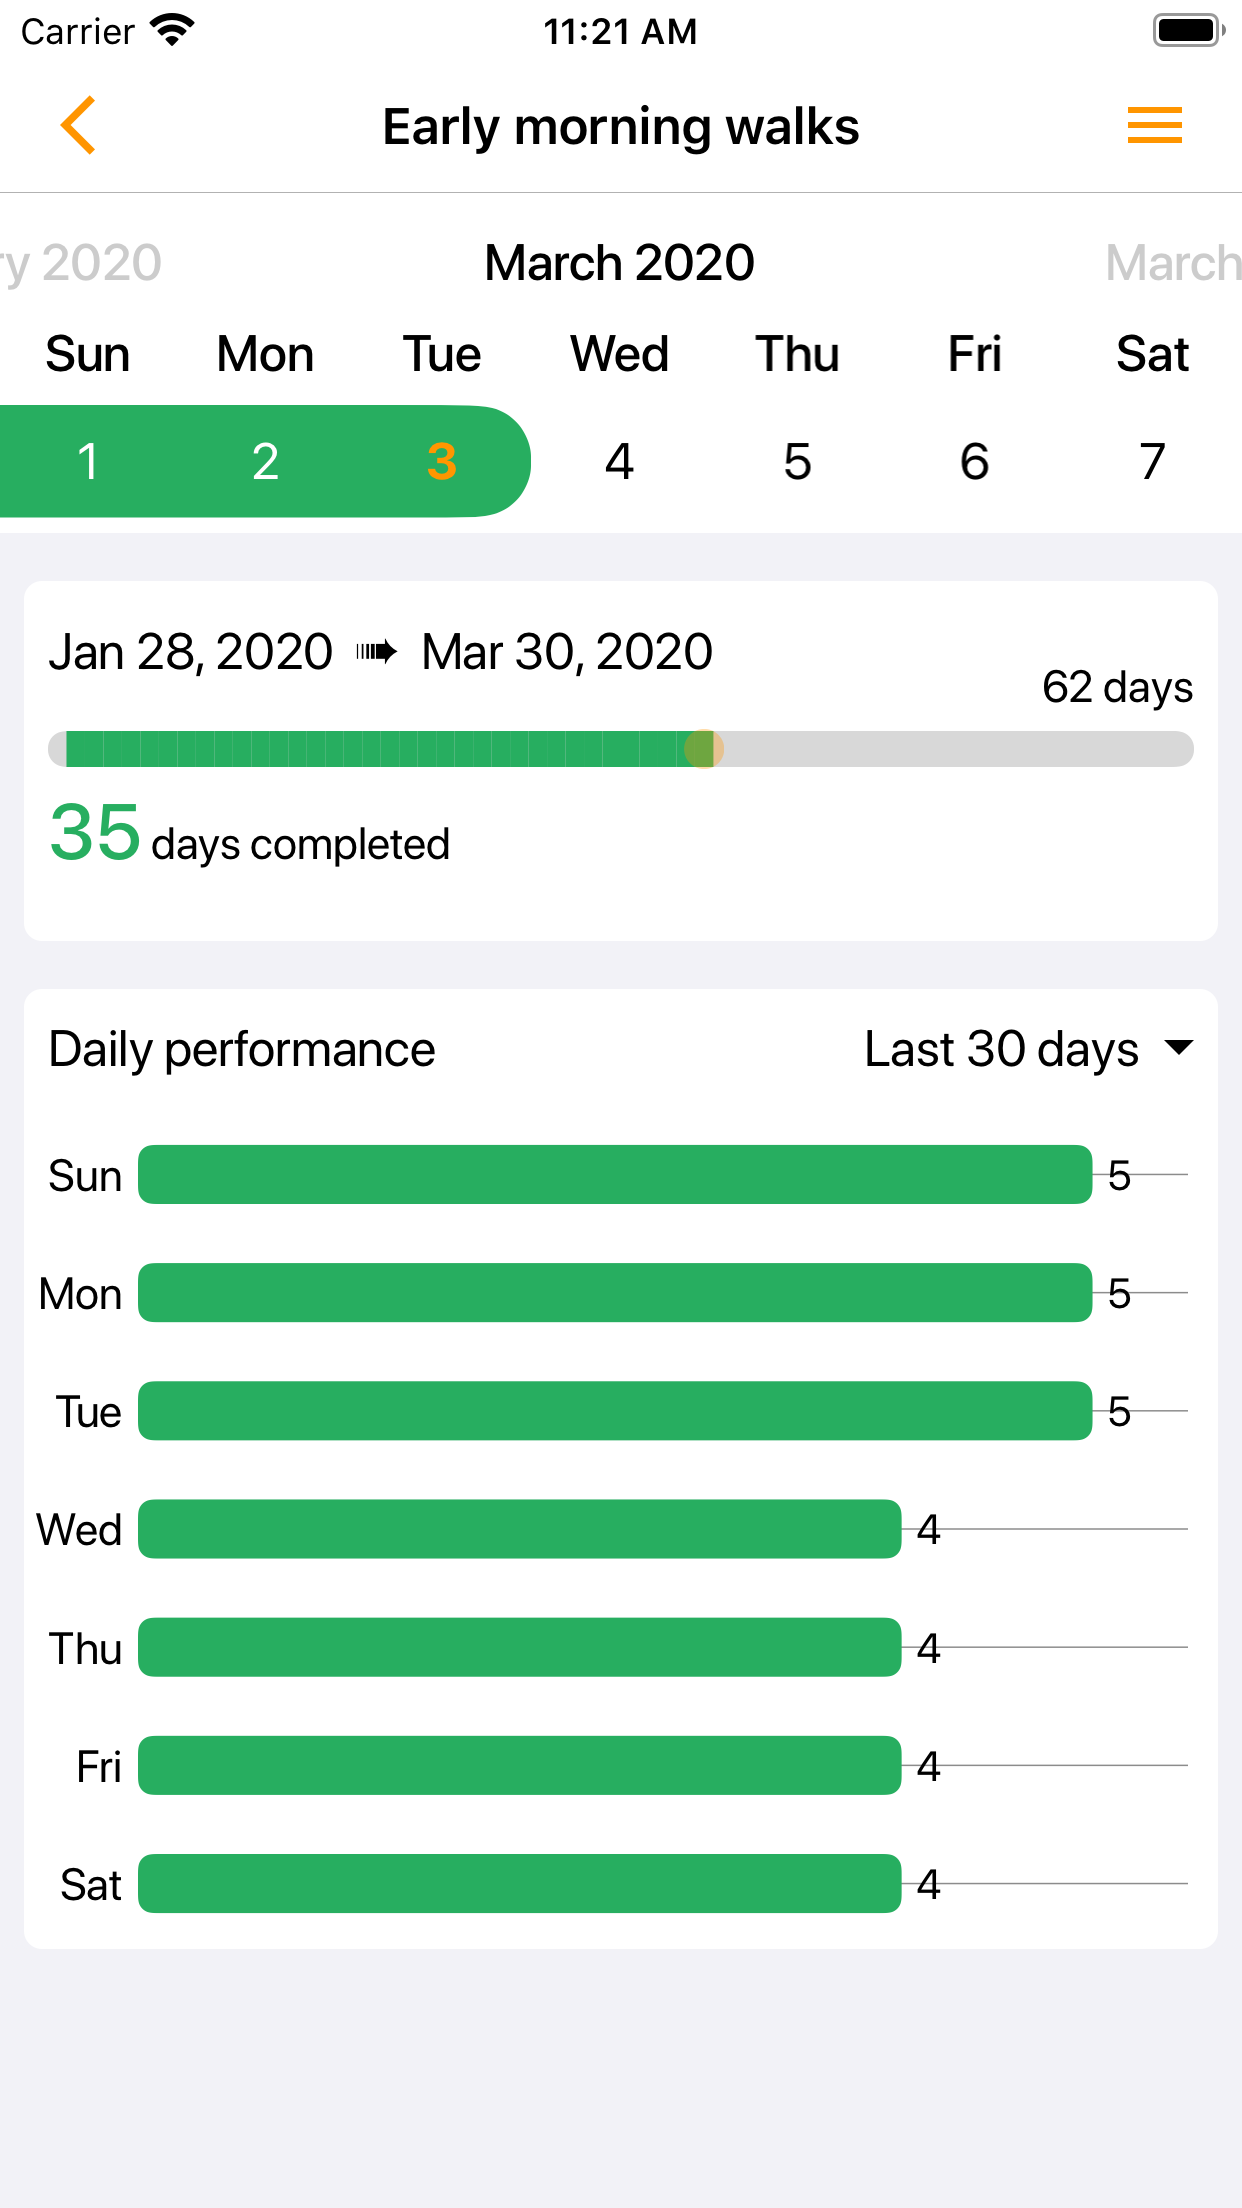 Carrier 11:21 AM
Early morning walks
ry 2020 March 2020 March
Sun Mon Tue Wed Thu Fri Sat
1 2 3 4 5 6 7
Jan 28, 2020 ➠ Mar 30, 2020
62 days
35 days completed
Daily performance Last 30 days
Sun 5
Mon 5
Tue 5
Wed 4
Thu 4
Fri 4
Sat 4